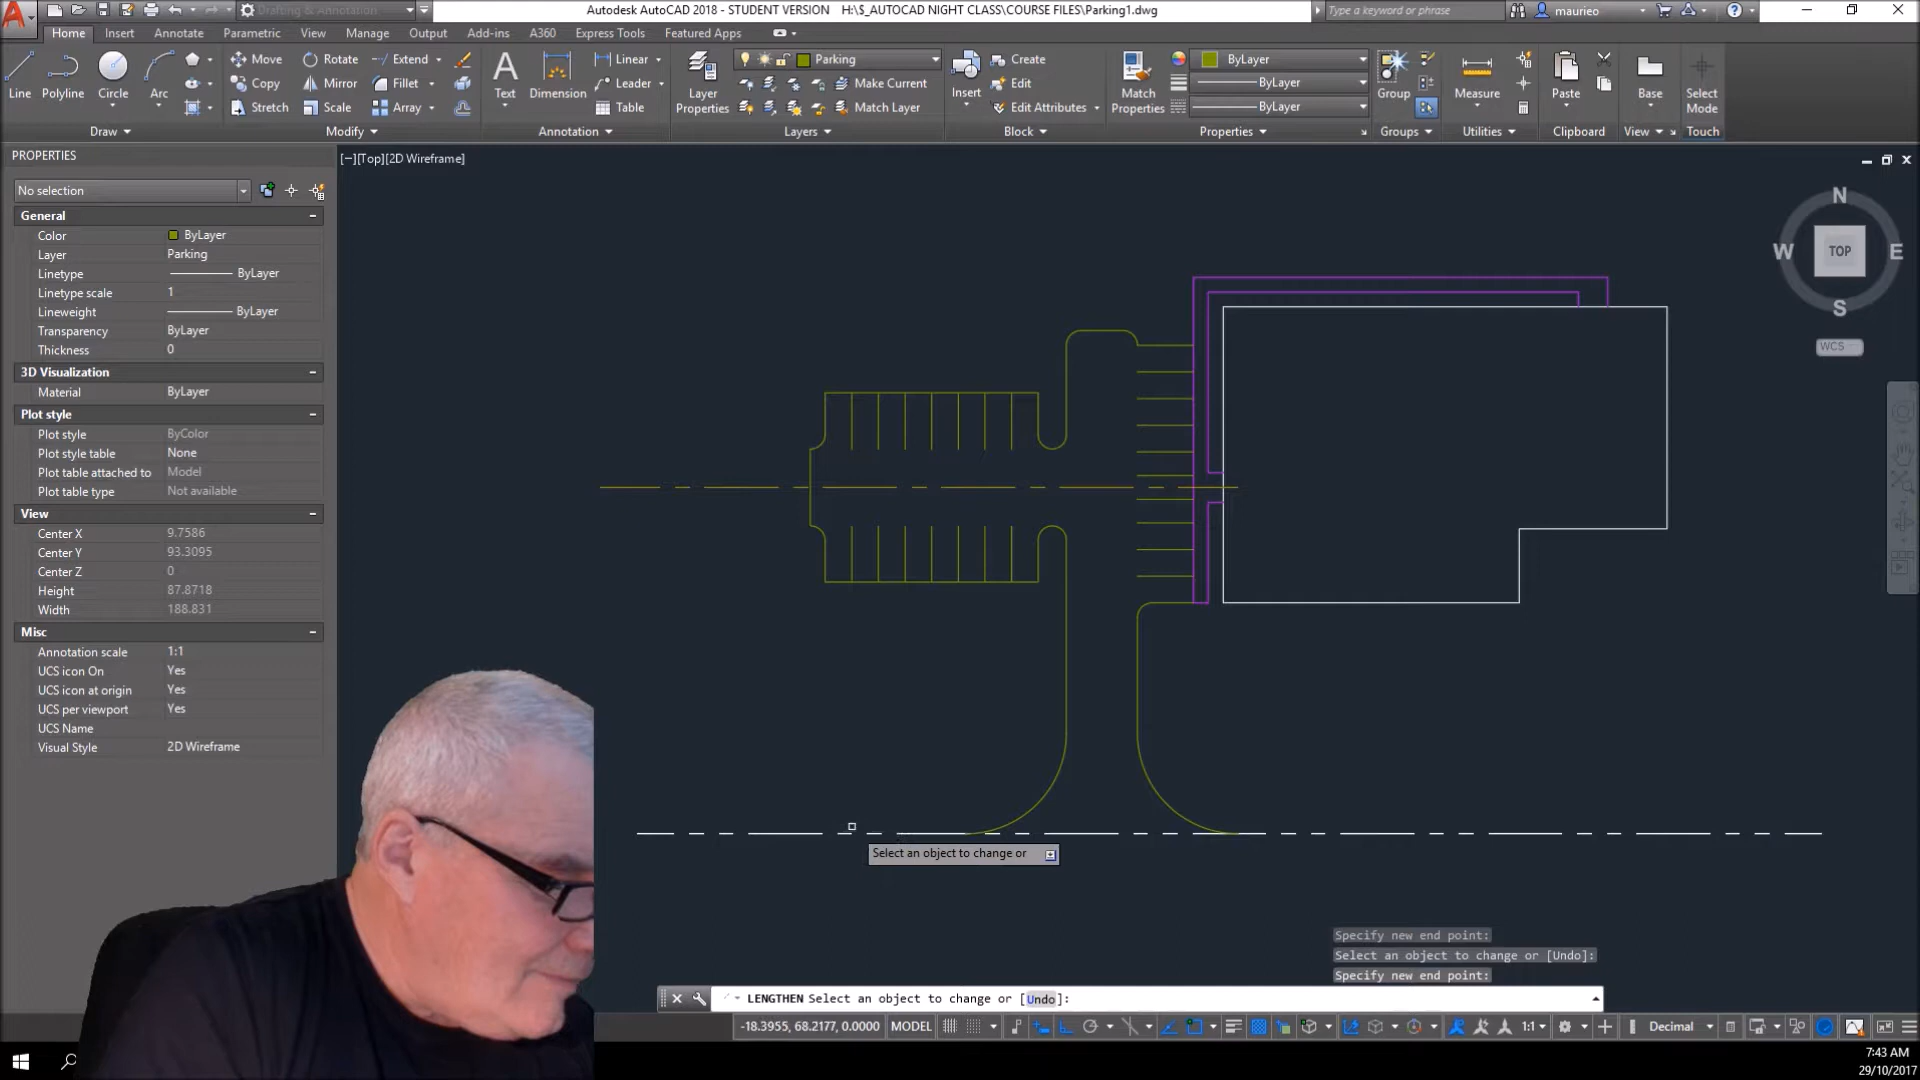 Drafting & Annotation
Autodesk AutoCAD 2018 - STUDENT VERSION H:\$_AUTOCAD NIGHT CLASS\COURSE FILES\Parking1.dwg
Type a keyword or phrase
maurieo
Home Insert Annotate Parametric View Manage Output Add-ins A360 Express Tools Featured Apps
Line Polyline Circle Arc
Move Rotate Extend
Copy Mirror Fillet
Stretch Scale Array
Text Dimension
Linear
Leader
Table
Layer Properties
Parking
Make Current
Match Layer
Insert
Create
Edit
Edit Attributes
Match Properties
ByLayer
ByLayer
ByLayer
Group
Measure
Paste
Base
Select Mode
Draw Modify Annotation Layers Block Properties Groups Utilities Clipboard View Touch
PROPERTIES
[−][Top][2D Wireframe]
No selection
General
Color ByLayer
Layer Parking
Linetype ByLayer
Linetype scale 1
Lineweight ByLayer
Transparency ByLayer
Thickness 0
3D Visualization
Material ByLayer
Plot style
Plot style ByColor
Plot style table None
Plot table attached to Model
Plot table type Not available
View
Center X 9.7586
Center Y 93.3095
Center Z 0
Height 87.8718
Width 188.831
Misc
Annotation scale 1:1
UCS icon On Yes
UCS icon at origin Yes
UCS per viewport Yes
UCS Name
Visual Style 2D Wireframe
N
W TOP E
S
WCS
Select an object to change or
Specify new end point:
Select an object to change or [Undo]:
Specify new end point:
LENGTHEN Select an object to change or [Undo]:
-18.3955, 68.2177, 0.0000 MODEL 1:1 Decimal
7:43 AM
29/10/2017